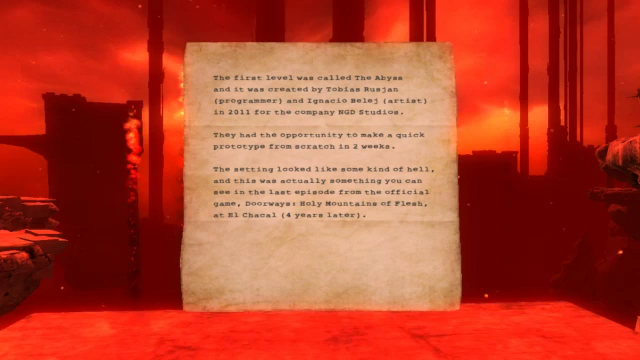 The first level was called The Abyss
and it was created by Tobias Rusjan
(programmer) and Ignacio Belej (artist)
in 2011 for the company NGD Studios.
They had the opportunity to make a quick
prototype from scratch in 2 weeks.
The setting looked like some kind of hell,
and this was actually something you can
see in the last episode from the official
game, Doorways: Holy Mountains of Flesh,
at El Chacal (4 years later).